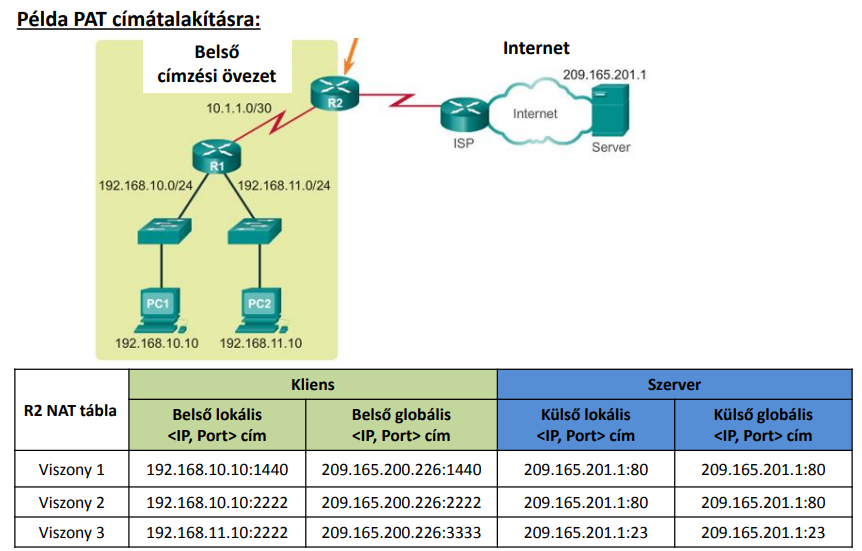 Példa PAT címátalakításra:
Belső
címzési övezet
Internet
209.165.201.1
R2
10.1.1.0/30
Internet
ISP
Server
R1
192.168.10.0/24
192.168.11.0/24
PC1
PC2
192.168.10.10
192.168.11.10
R2 NAT tábla
Kliens
Szerver
Belső lokális
<IP, Port> cím
Belső globális
<IP, Port> cím
Külső lokális
<IP, Port> cím
Külső globális
<IP, Port> cím
Viszony 1 192.168.10.10:1440 209.165.200.226:1440 209.165.201.1:80 209.165.201.1:80
Viszony 2 192.168.10.10:2222 209.165.200.226:2222 209.165.201.1:80 209.165.201.1:80
Viszony 3 192.168.11.10:2222 209.165.200.226:3333 209.165.201.1:23 209.165.201.1:23